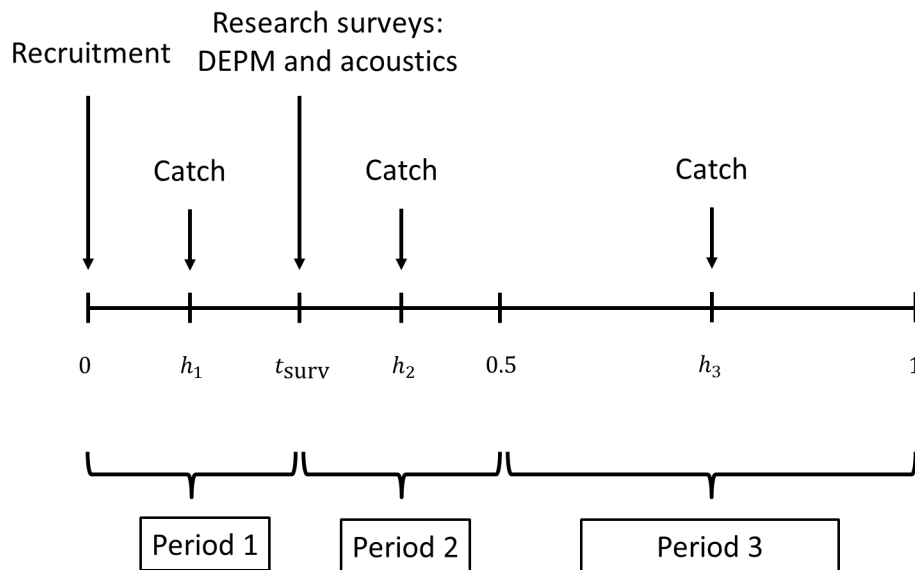 Research surveys:
DEPM and acoustics
Recruitment
Catch
Catch
Catch
0
h₁
t_surv
h₂
0.5
h₃
1
Period 1
Period 2
Period 3